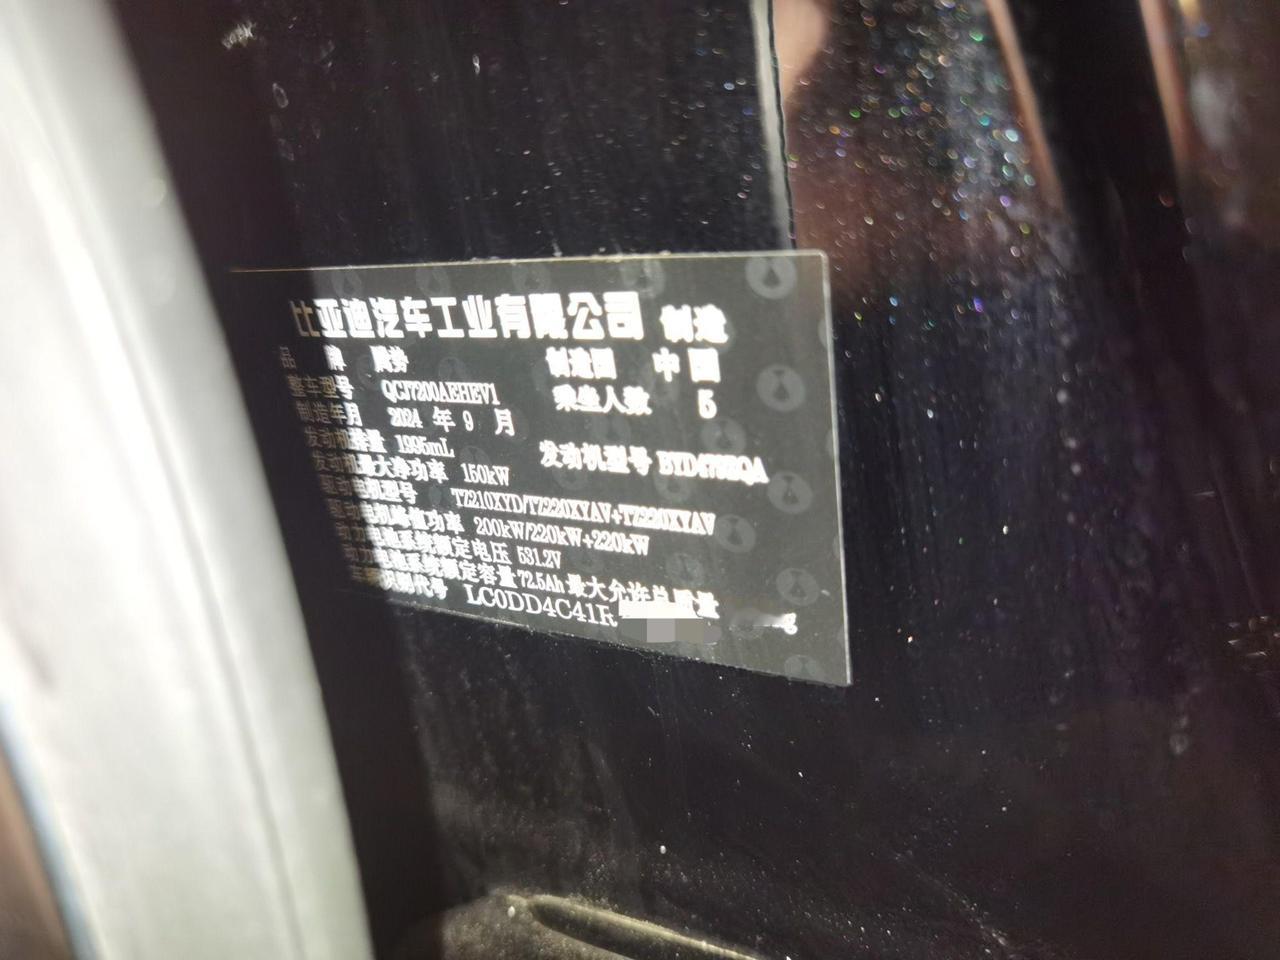 比亚迪汽车工业有限公司 制造
品 牌 腾势 制造国 中国
整车型号 QCJ7200AEHEV1 乘坐人数 5
制造年月 2024 年 9 月
发动机排量 1995mL 发动机型号
发动机最大净功率 150kW
驱动电机型号 TZ210XYD/TZ220XYAV+TZ220XYAV
驱动电机峰值功率 200kW/220kW+220kW
动力电池系统额定电压 531.2V
动力电池系统额定容量 72.5Ah 最大允许总质量
识别代号 LC0DD4C41R